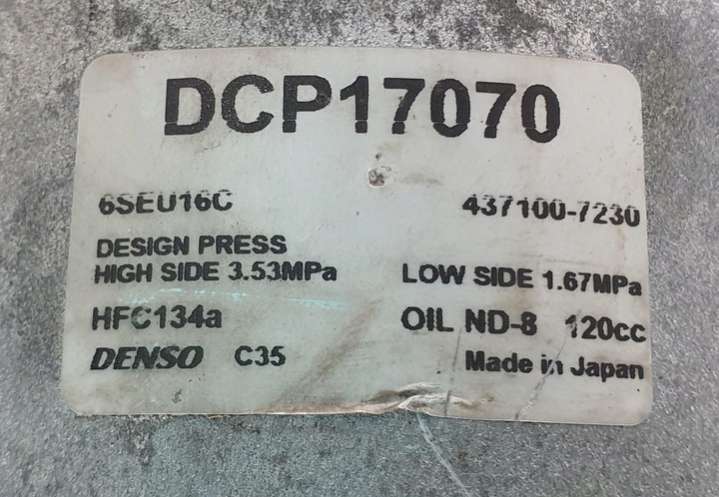 DCP17070
6SEU16C 437100-7230
DESIGN PRESS
HIGH SIDE 3.53MPa LOW SIDE 1.67MPa
HFC134a OIL ND-8 120cc
DENSO C35 Made in Japan